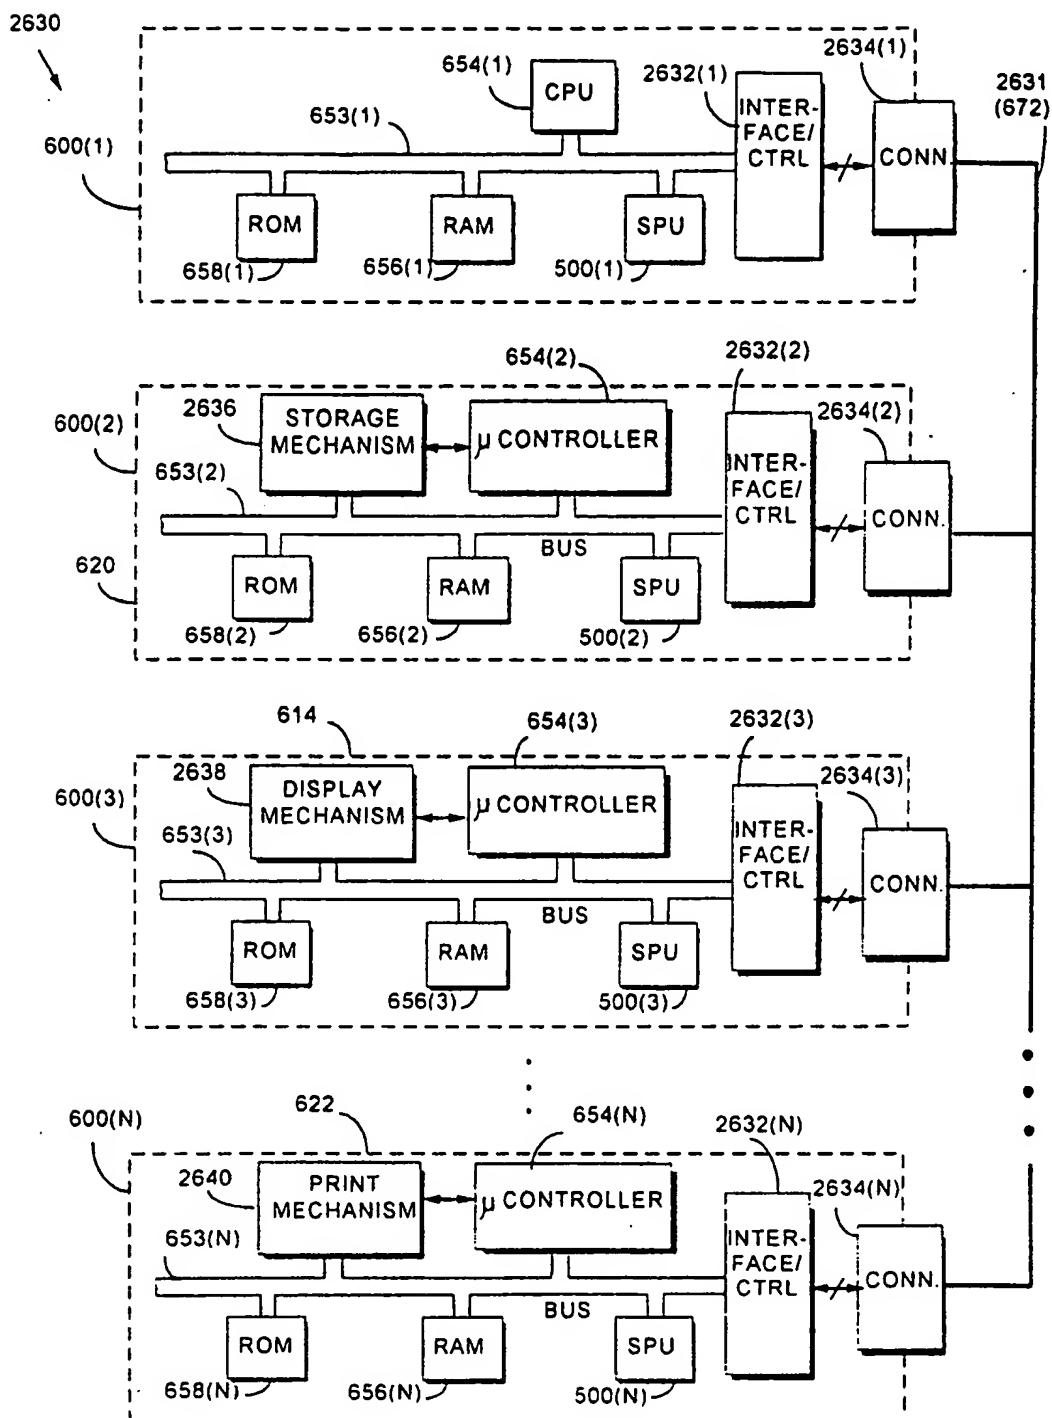 2630
2634(1)
654(1)
2632(1)
2631
(672)
CPU
INTER-
FACE/
CTRL
653(1)
600(1)
CONN.
ROM
RAM
SPU
658(1)
656(1)
500(1)
654(2)
2632(2)
600(2)
2636
STORAGE
MECHANISM
μ CONTROLLER
2634(2)
653(2)
INTER-
FACE/
CTRL
CONN.
BUS
620
ROM
RAM
SPU
658(2)
656(2)
500(2)
614
654(3)
2632(3)
2638
DISPLAY
MECHANISM
μ CONTROLLER
2634(3)
600(3)
653(3)
INTER-
FACE/
CTRL
CONN.
BUS
ROM
RAM
SPU
658(3)
656(3)
500(3)
600(N)
622
654(N)
2632(N)
2640
PRINT
MECHANISM
μ CONTROLLER
2634(N)
653(N)
INTER-
FACE/
CTRL
CONN.
BUS
ROM
RAM
SPU
658(N)
656(N)
500(N)